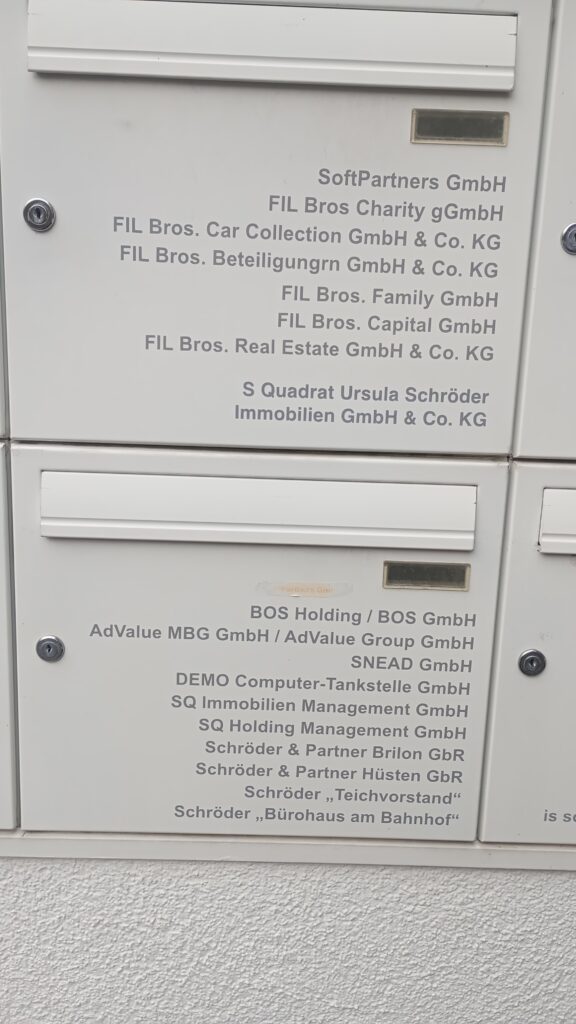 SoftPartners GmbH
FIL Bros Charity gGmbH
FIL Bros. Car Collection GmbH & Co. KG
FIL Bros. Beteiligungrn GmbH & Co. KG
FIL Bros. Family GmbH
FIL Bros. Capital GmbH
FIL Bros. Real Estate GmbH & Co. KG
S Quadrat Ursula Schröder
Immobilien GmbH & Co. KG
BOS Holding / BOS GmbH
AdValue MBG GmbH / AdValue Group GmbH
SNEAD GmbH
DEMO Computer-Tankstelle GmbH
SQ Immobilien Management GmbH
SQ Holding Management GmbH
Schröder & Partner Brilon GbR
Schröder & Partner Hüsten GbR
Schröder „Teichvorstand“
Schröder „Bürohaus am Bahnhof“
is